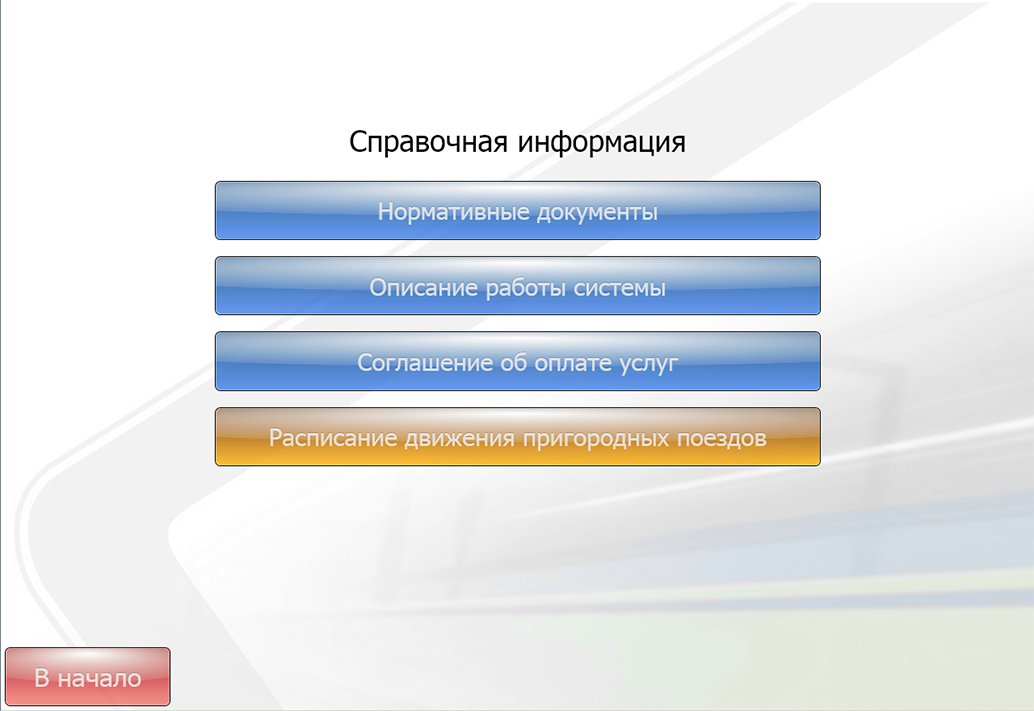 Справочная информация
Нормативные документы
Описание работы системы
Соглашение об оплате услуг
Расписание движения пригородных поездов
В начало